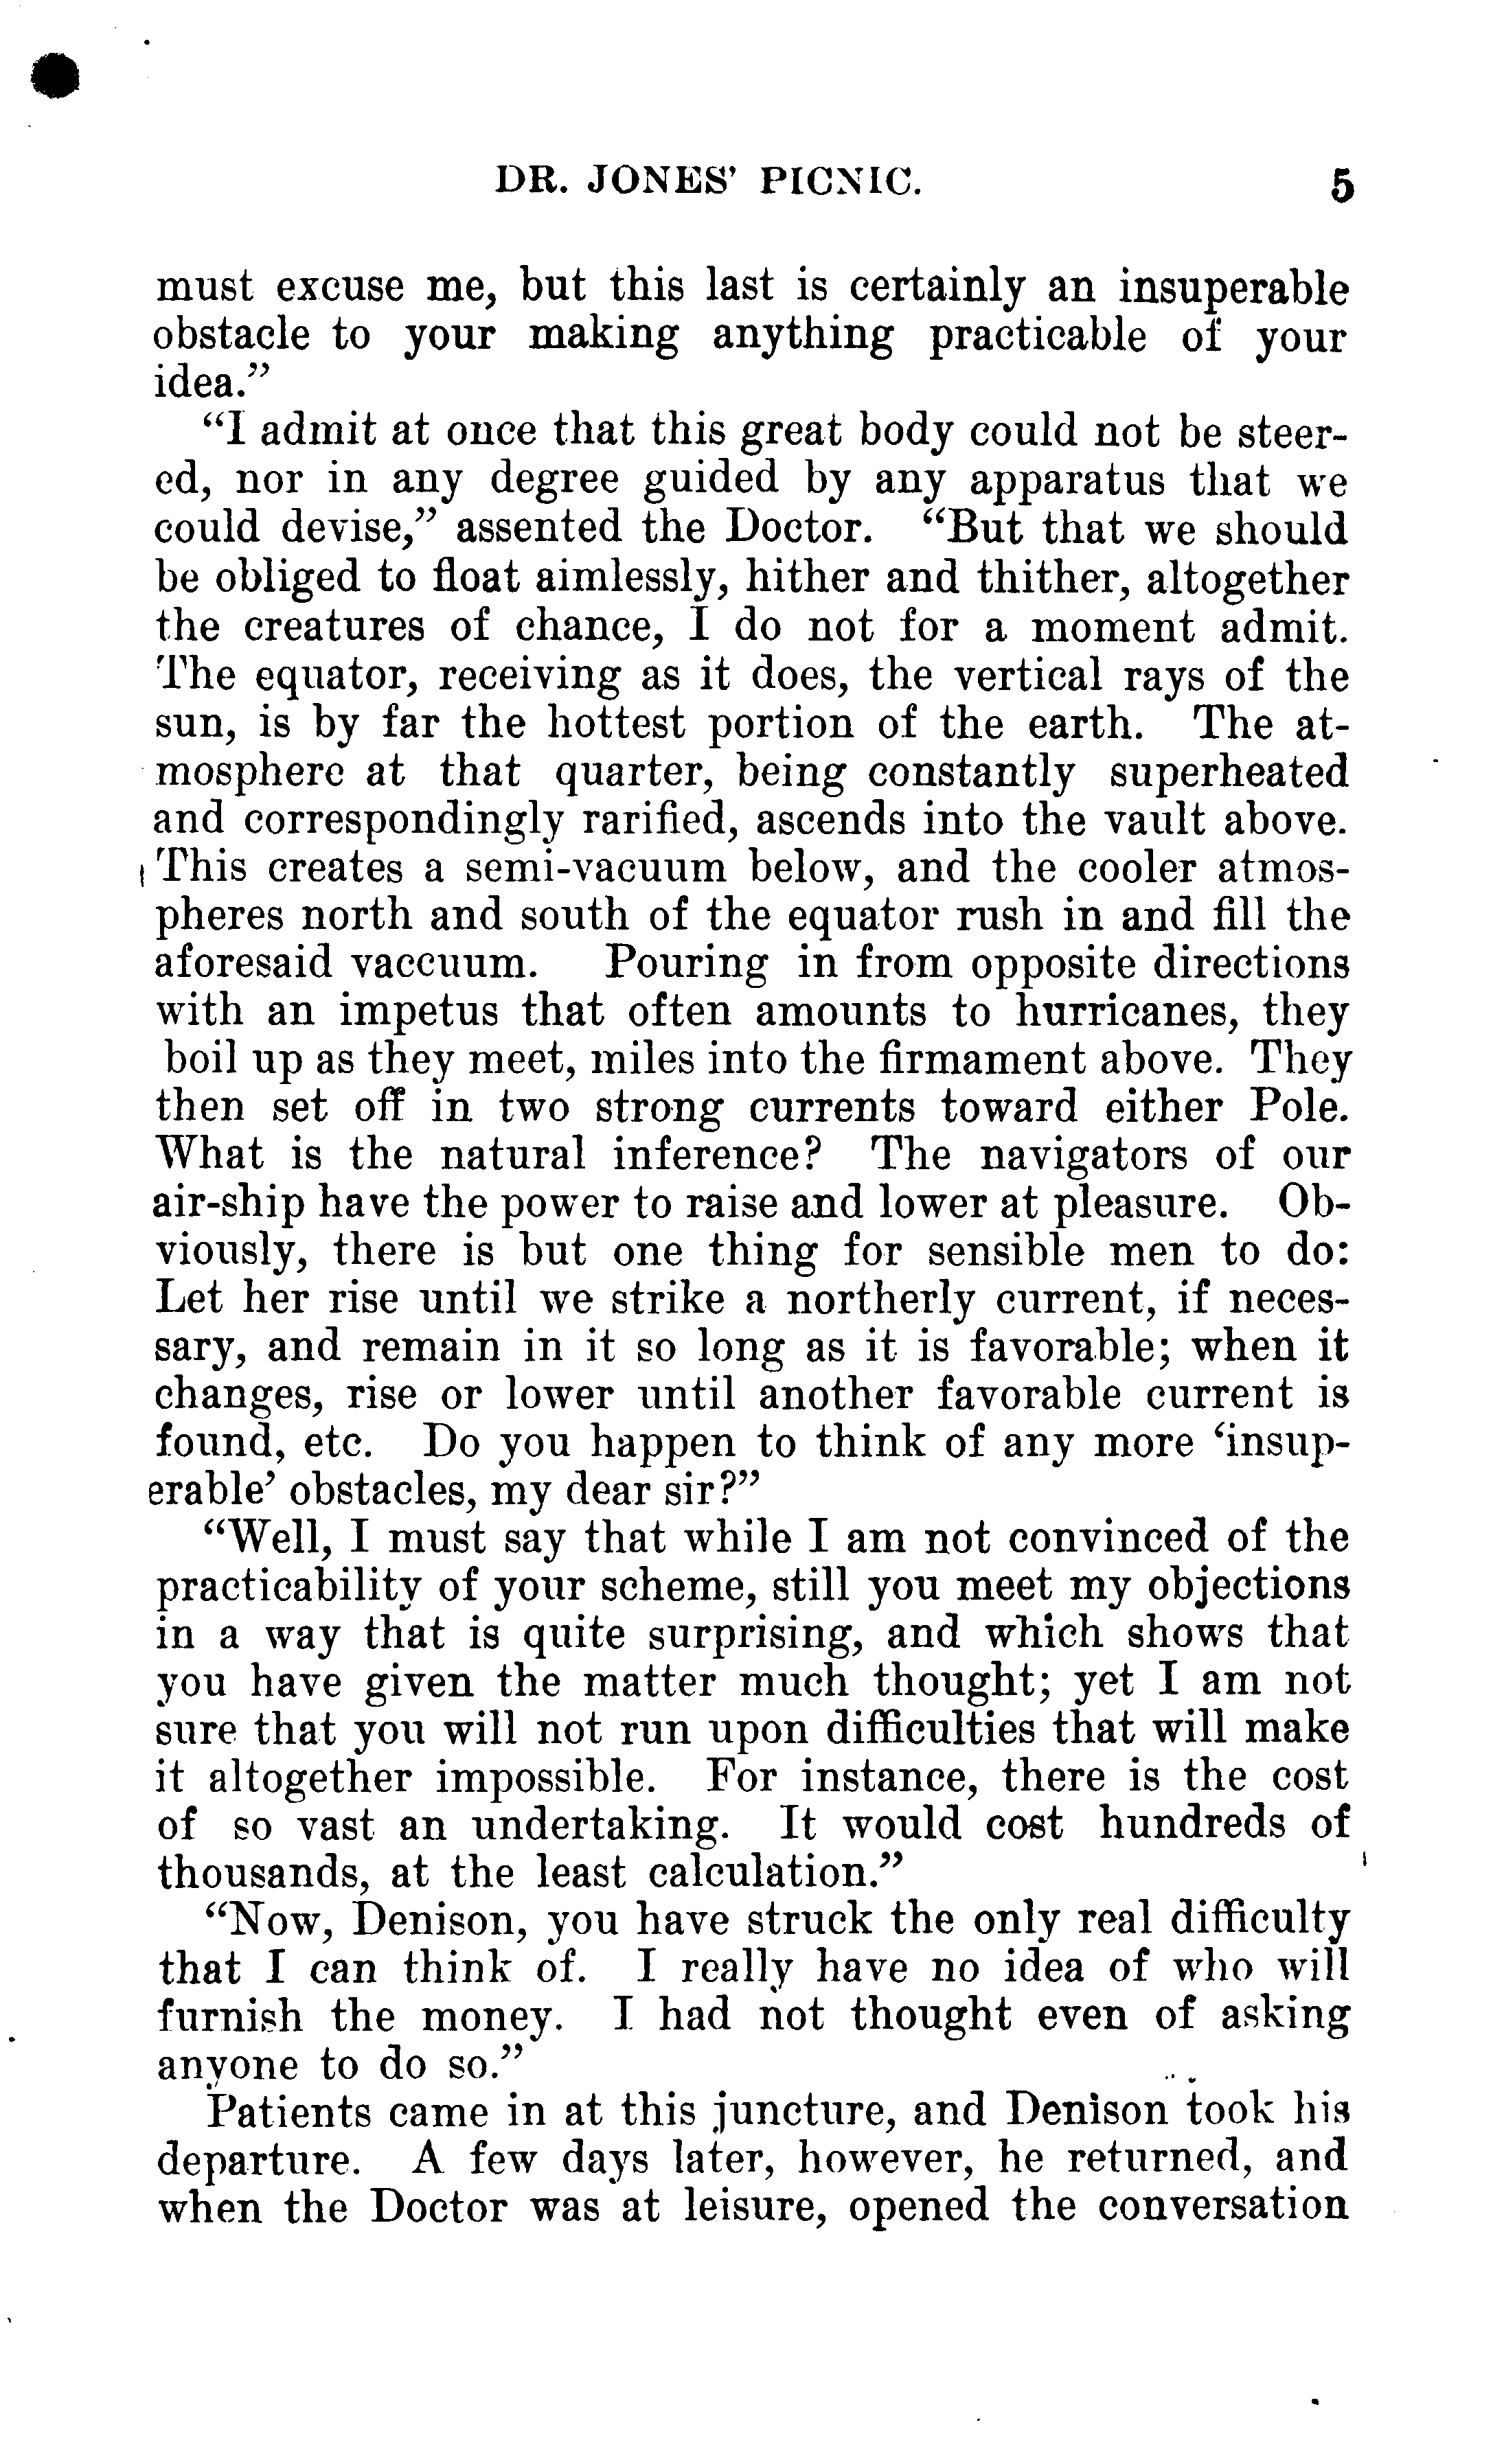 DR. JONES' PICNIC. 5
must excuse me, but this last is certainly an insuperable
obstacle to your making anything practicable of your
idea.”
“I admit at once that this great body could not be steer-
ed, nor in any degree guided by any apparatus that we
could devise,” assented the Doctor. “But that we should
be obliged to float aimlessly, hither and thither, altogether
the creatures of chance, I do not for a moment admit.
The equator, receiving as it does, the vertical rays of the
sun, is by far the hottest portion of the earth. The at-
mosphere at that quarter, being constantly superheated
and correspondingly rarified, ascends into the vault above.
This creates a semi-vacuum below, and the cooler atmos-
pheres north and south of the equator rush in and fill the
aforesaid vaccuum. Pouring in from opposite directions
with an impetus that often amounts to hurricanes, they
boil up as they meet, miles into the firmament above. They
then set off in two strong currents toward either Pole.
What is the natural inference? The navigators of our
air-ship have the power to raise and lower at pleasure. Ob-
viously, there is but one thing for sensible men to do:
Let her rise until we strike a northerly current, if neces-
sary, and remain in it so long as it is favorable; when it
changes, rise or lower until another favorable current is
found, etc. Do you happen to think of any more ‘insup-
erable’ obstacles, my dear sir?”
“Well, I must say that while I am not convinced of the
practicability of your scheme, still you meet my objections
in a way that is quite surprising, and which shows that
you have given the matter much thought; yet I am not
sure that you will not run upon difficulties that will make
it altogether impossible. For instance, there is the cost
of so vast an undertaking. It would cost hundreds of
thousands, at the least calculation.”
“Now, Denison, you have struck the only real difficulty
that I can think of. I really have no idea of who will
furnish the money. I had not thought even of asking
anyone to do so.”
Patients came in at this juncture, and Denison took his
departure. A few days later, however, he returned, and
when the Doctor was at leisure, opened the conversation